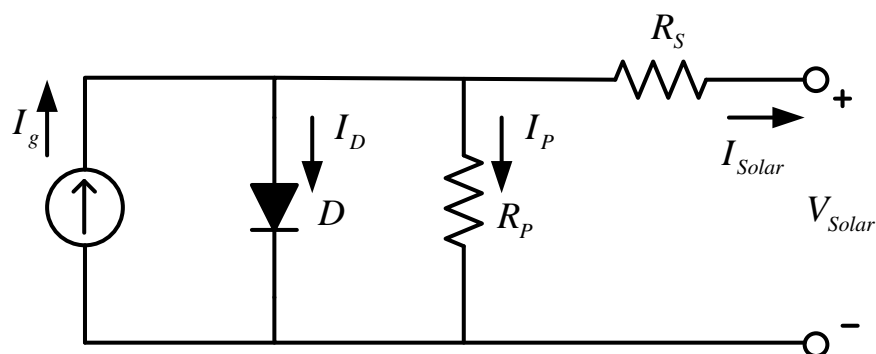 R_S
+
I_g
I_D
I_P
I_Solar
D
R_P
V_Solar
−